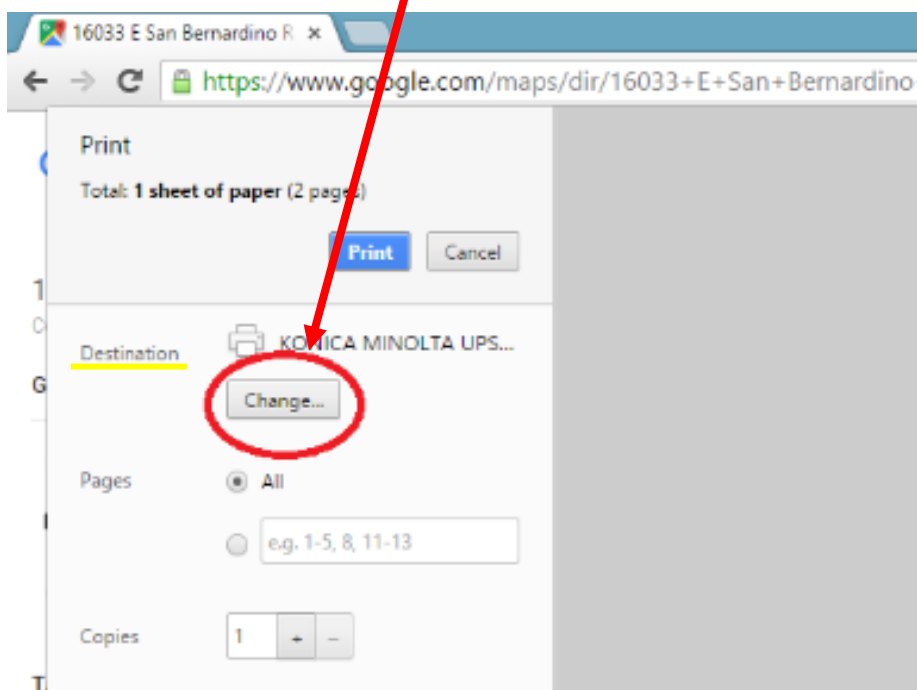 16033 E San Bernardino R
https://www.google.com/maps/dir/16033+E+San+Bernardino
Print
Total: 1 sheet of paper (2 pages)
Print Cancel
Destination KONICA MINOLTA UPS...
Change...
Pages All
e.g. 1-5, 8, 11-13
Copies 1 + -